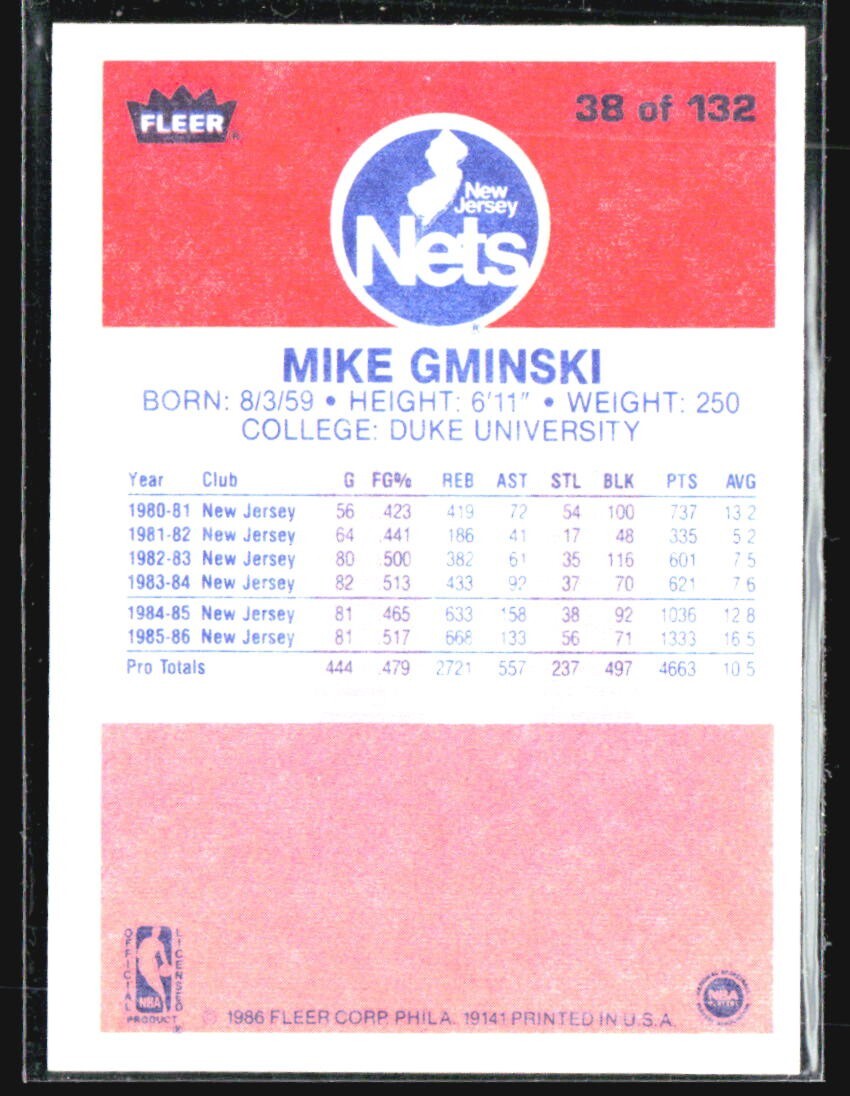 FLEER®
38 of 132
New
Jersey
Nets
®
MIKE GMINSKI
BORN: 8/3/59 • HEIGHT: 6'11" • WEIGHT: 250
COLLEGE: DUKE UNIVERSITY
Year Club G FG% REB AST STL BLK PTS AVG
1980-81 New Jersey 56 .423 419 72 54 100 737 13.2
1981-82 New Jersey 64 .441 186 41 17 48 335 5.2
1982-83 New Jersey 80 .500 382 61 35 116 601 7.5
1983-84 New Jersey 82 .513 433 92 37 70 621 7.6
1984-85 New Jersey 81 .465 633 158 38 92 1036 12.8
1985-86 New Jersey 81 .517 668 133 56 71 1333 16.5
Pro Totals 444 .479 2721 557 237 497 4663 10.5
OFFICIAL
LICENSED
NBA
PRODUCT
®
© 1986 FLEER CORP. PHILA. 19141 PRINTED IN U.S.A.
NBA
PLAYERS